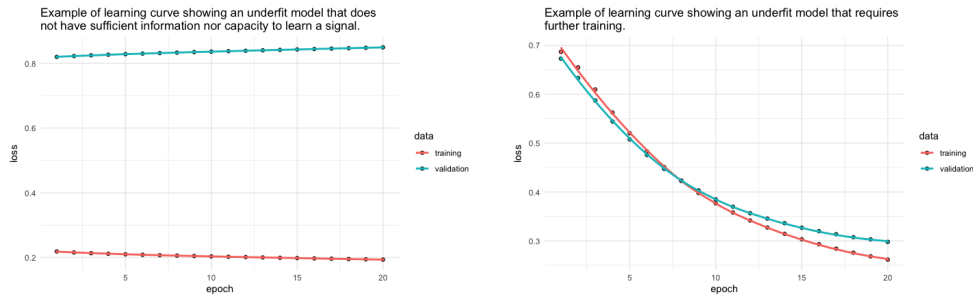 Example of learning curve showing an underfit model that does
not have sufficient information nor capacity to learn a signal.
0.8
0.6
0.4
0.2
loss
5
10
15
20
epoch
data
training
validation
Example of learning curve showing an underfit model that requires
further training.
0.7
0.6
0.5
0.4
0.3
loss
5
10
15
20
epoch
data
training
validation